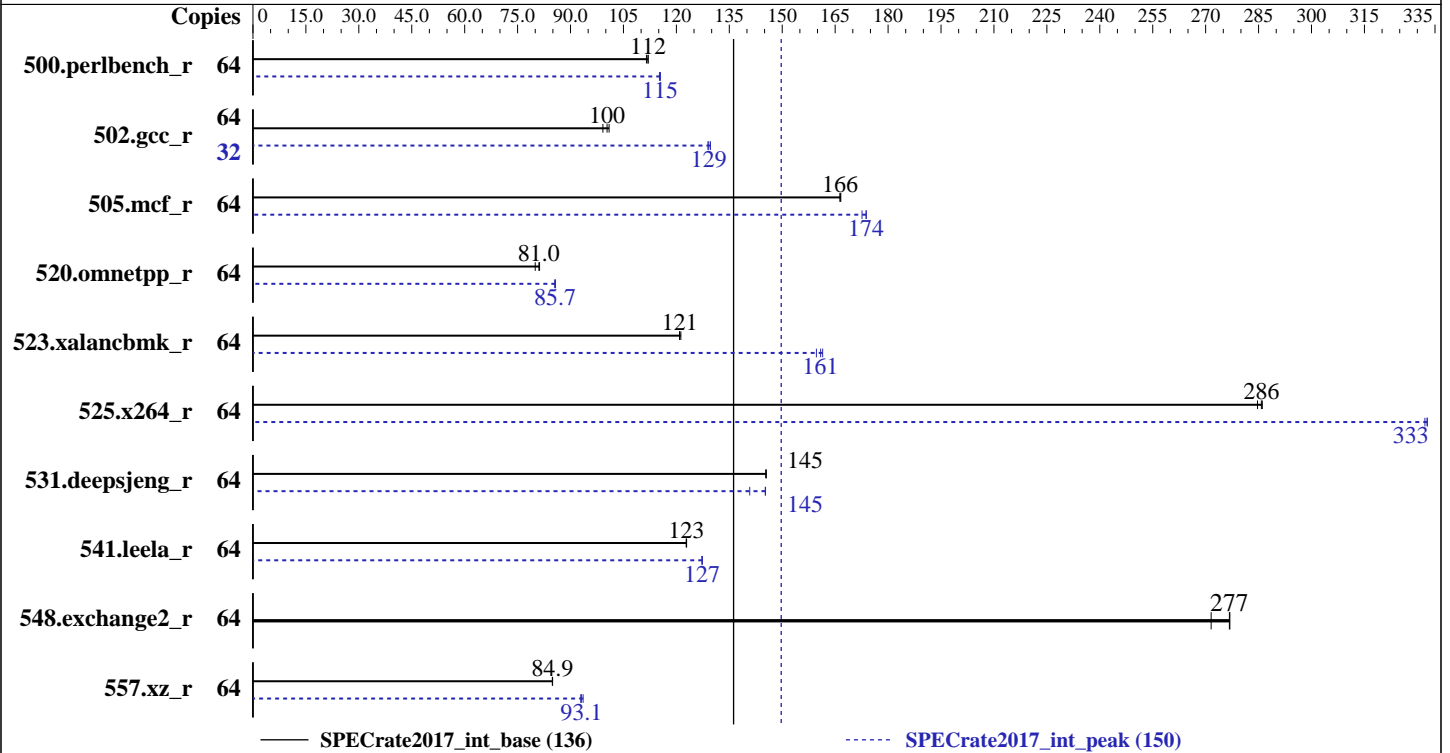 Copies 0 15.0 30.0 45.0 60.0 75.0 90.0 105 120 135 150 165 180 195 210 225 240 255 270 285 300 315 335
500.perlbench_r 64 112
115
502.gcc_r 64 100
32 129
505.mcf_r 64 166
174
520.omnetpp_r 64 81.0
85.7
523.xalancbmk_r 64 121
161
525.x264_r 64 286
333
531.deepsjeng_r 64 145
145
541.leela_r 64 123
127
548.exchange2_r 64 277
557.xz_r 64 84.9
93.1
SPECrate2017_int_base (136) SPECrate2017_int_peak (150)